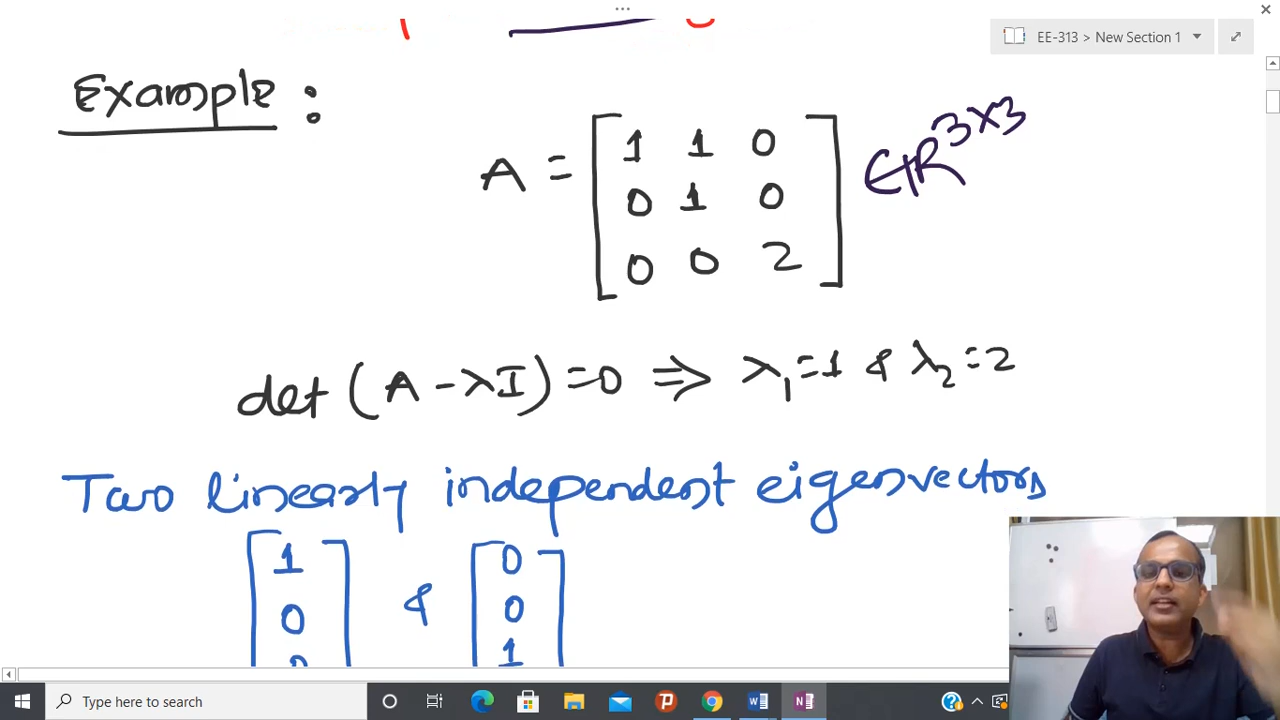 EE-313 > New Section 1
Example :
A = [ 1 1 0
0 1 0
0 0 2 ] ∈ ℝ^{3×3}
det (A - λI) = 0 ⇒ λ₁ = 1 & λ₂ = 2
Two linearly independent eigenvectors
[ 1 0 0 ] & [ 0 0 1 ]
Type here to search